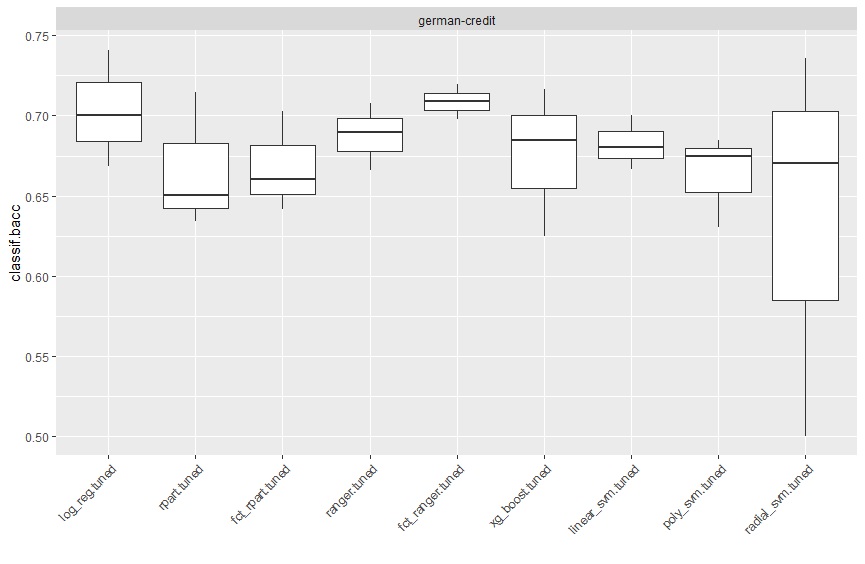 german-credit
0.75
0.70
0.65
0.60
0.55
0.50
classif.bacc
log_reg.tuned
rpart.tuned
fct_rpart.tuned
ranger.tuned
fct_ranger.tuned
xg_boost.tuned
linear_svm.tuned
poly_svm.tuned
radial_svm.tuned